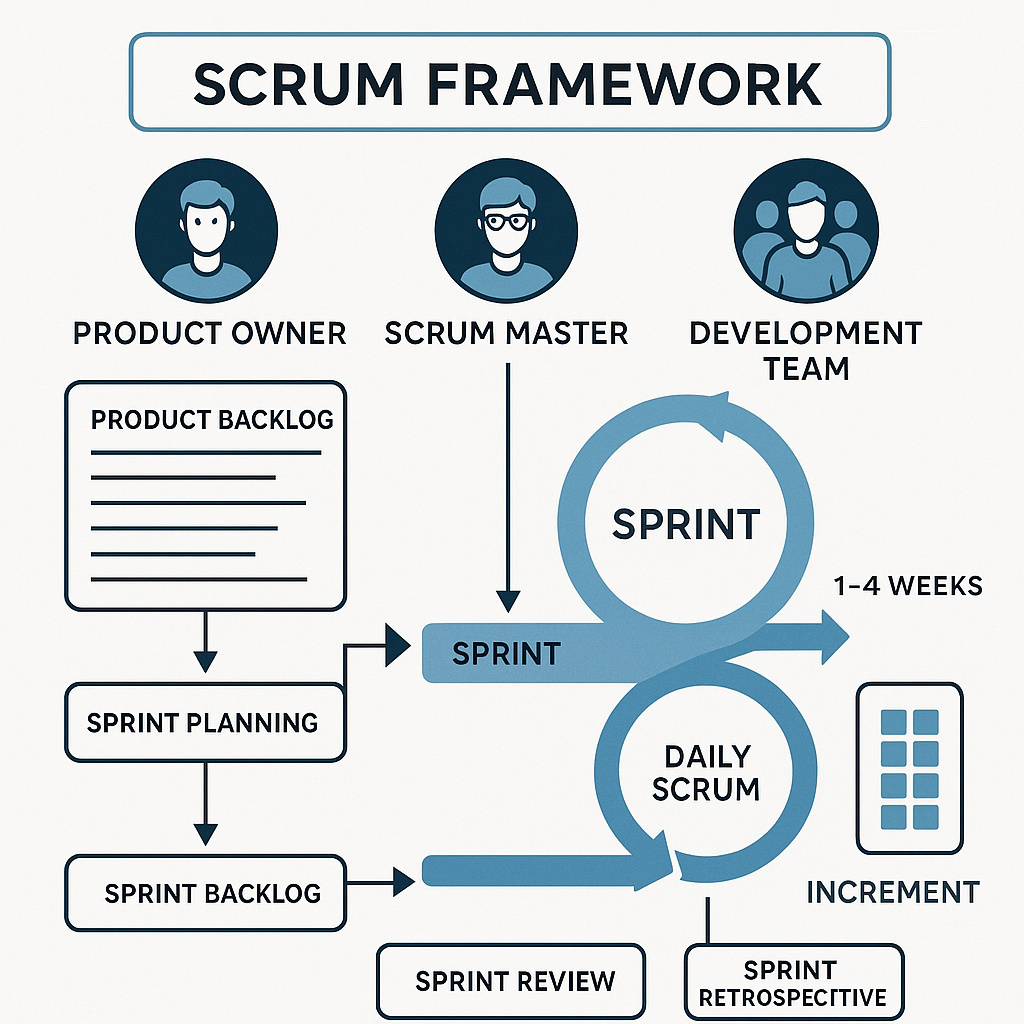 SCRUM FRAMEWORK
PRODUCT OWNER
SCRUM MASTER
DEVELOPMENT
TEAM
PRODUCT BACKLOG
SPRINT
1–4 WEEKS
SPRINT
SPRINT PLANNING
DAILY
SCRUM
SPRINT BACKLOG
INCREMENT
SPRINT REVIEW
SPRINT
RETROSPECITIVE